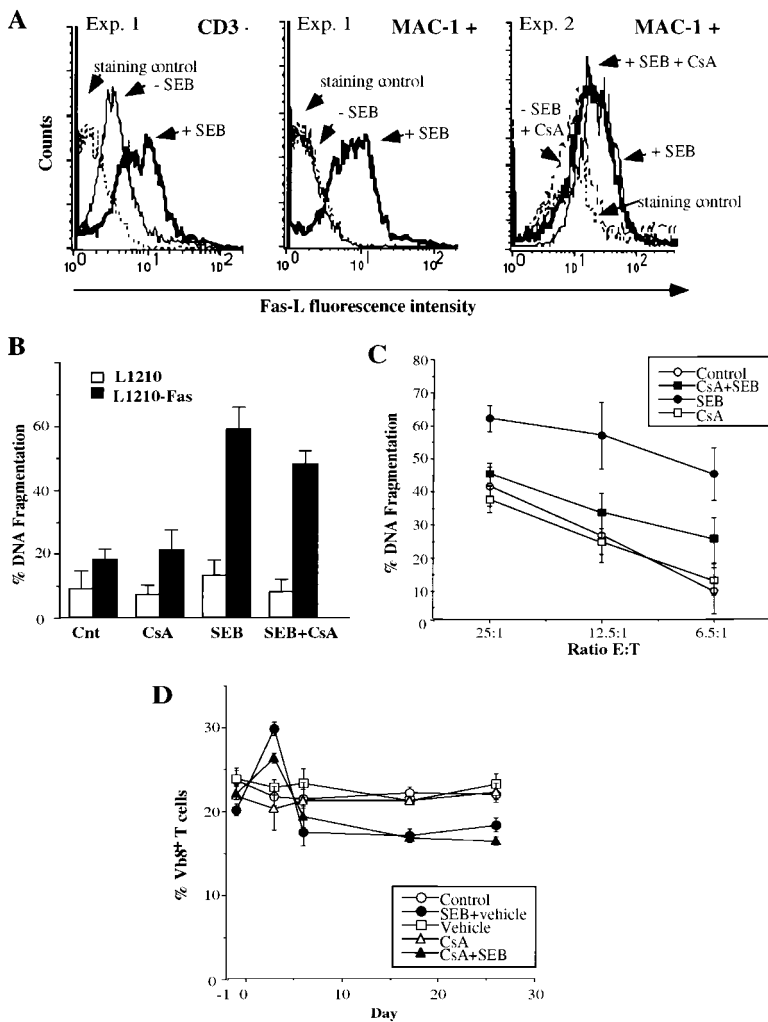 A
Exp. 1
CD3 -
staining control
- SEB
+ SEB
Exp. 1
MAC-1 +
staining control
- SEB
+ SEB
Exp. 2
MAC-1 +
+ SEB + CsA
- SEB
+ CsA
+ SEB
staining control
Counts
10⁰ 10¹ 10²
10⁰ 10¹ 10²
10⁰ 10¹ 10²
Fas-L fluorescence intensity
B
L1210
L1210-Fas
% DNA Fragmentation
60
40
20
0
Cnt CsA SEB SEB+CsA
C
Control
CsA+SEB
SEB
CsA
% DNA Fragmentation
80
70
60
50
40
30
20
10
0
25:1 12.5:1 6.5:1
Ratio E:T
D
% Vb8⁺ T cells
30
20
10
0
Control
SEB+vehicle
Vehicle
CsA
CsA+SEB
-1 0 10 20 30
Day